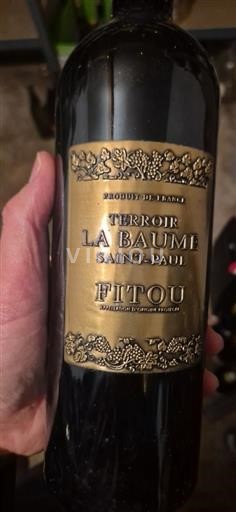 PRODUIT DE FRANCE
TERROIR
LA BAUME
SAINT-PAUL
FITOU